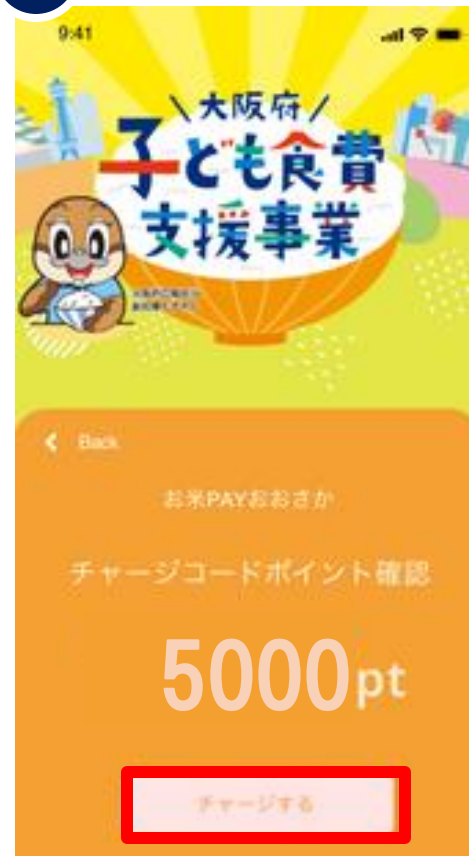 9:41
大阪府
子ども食費
支援事業
Back
お米PAYおおさか
チャージコードポイント確認
5000pt
チャージする